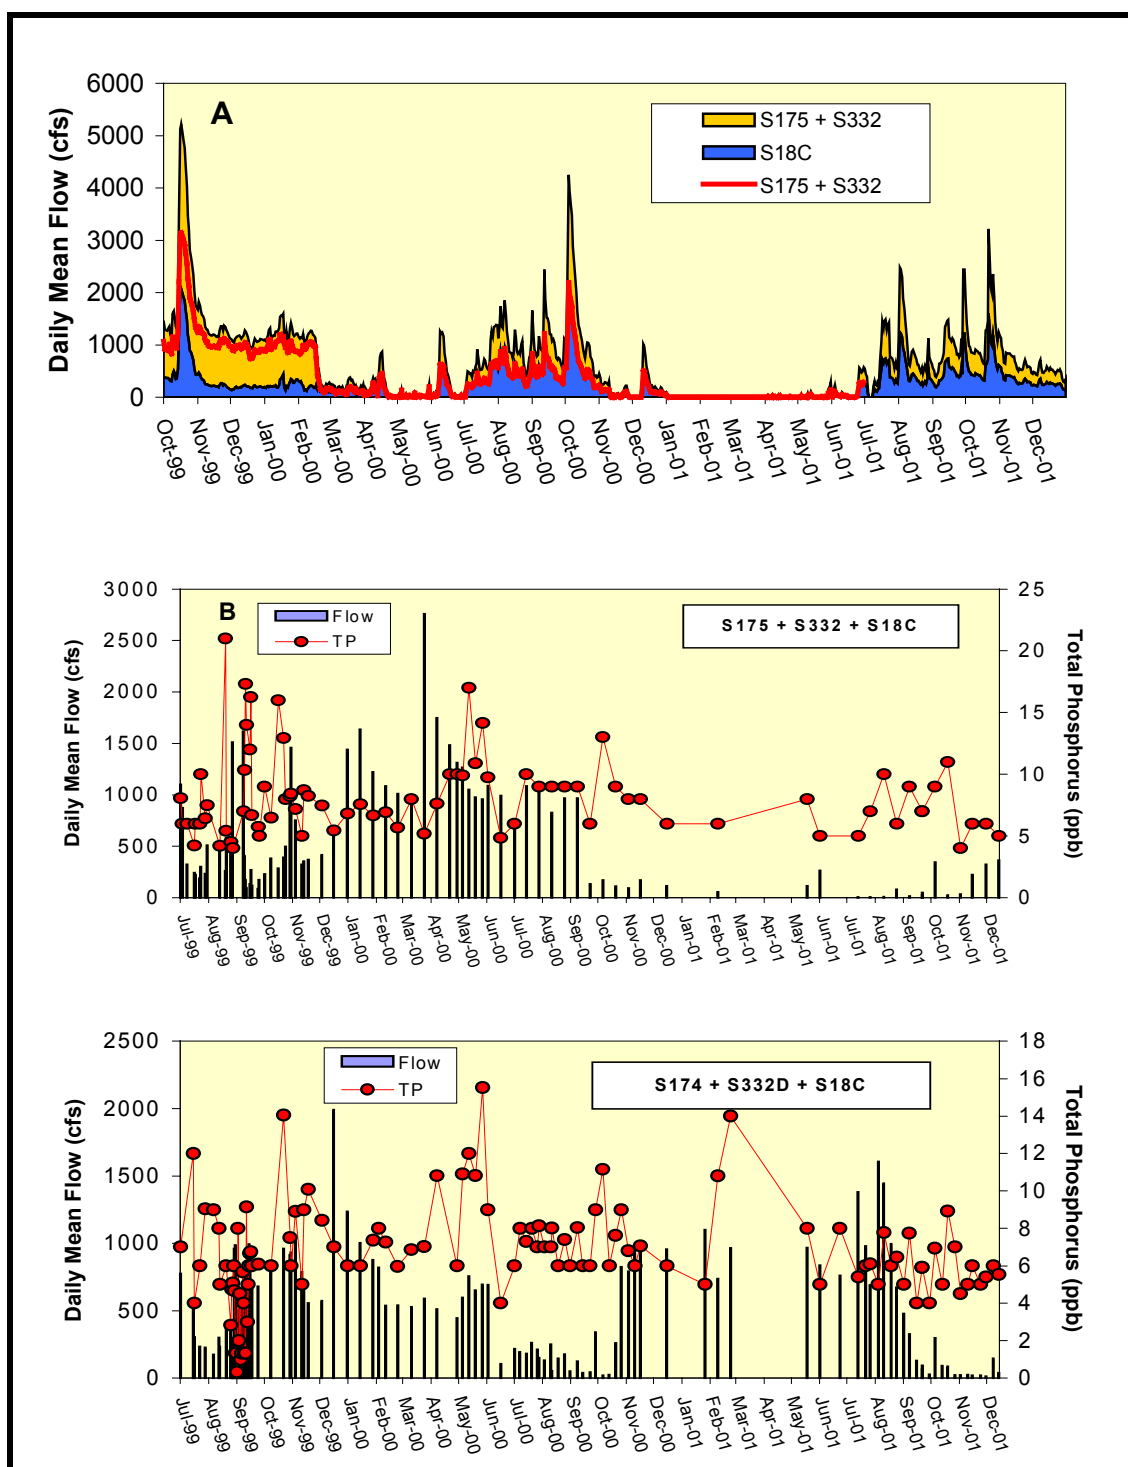 A
Daily Mean Flow (cfs)
6000
5000
4000
3000
2000
1000
0
S175 + S332
S18C
S175 + S332
Oct-99
Nov-99
Dec-99
Jan-00
Feb-00
Mar-00
Apr-00
May-00
Jun-00
Jul-00
Aug-00
Sep-00
Oct-00
Nov-00
Dec-00
Jan-01
Feb-01
Mar-01
Apr-01
May-01
Jun-01
Jul-01
Aug-01
Sep-01
Oct-01
Nov-01
Dec-01
B
Daily Mean Flow (cfs)
3000
2500
2000
1500
1000
500
0
Flow
TP
S175 + S332 + S18C
25
20
15
10
5
0
Total Phosphorus (ppb)
Jul-99
Aug-99
Sep-99
Oct-99
Nov-99
Dec-99
Jan-00
Feb-00
Mar-00
Apr-00
May-00
Jun-00
Jul-00
Aug-00
Sep-00
Oct-00
Nov-00
Dec-00
Jan-01
Feb-01
Mar-01
Apr-01
May-01
Jun-01
Jul-01
Aug-01
Sep-01
Oct-01
Nov-01
Dec-01
Daily Mean Flow (cfs)
2500
2000
1500
1000
500
0
Flow
TP
S174 + S332D + S18C
18
16
14
12
10
8
6
4
2
0
Total Phosphorus (ppb)
Jul-99
Aug-99
Sep-99
Oct-99
Nov-99
Dec-99
Jan-00
Feb-00
Mar-00
Apr-00
May-00
Jun-00
Jul-00
Aug-00
Sep-00
Oct-00
Nov-00
Dec-00
Jan-01
Feb-01
Mar-01
Apr-01
May-01
Jun-01
Jul-01
Aug-01
Sep-01
Oct-01
Nov-01
Dec-01